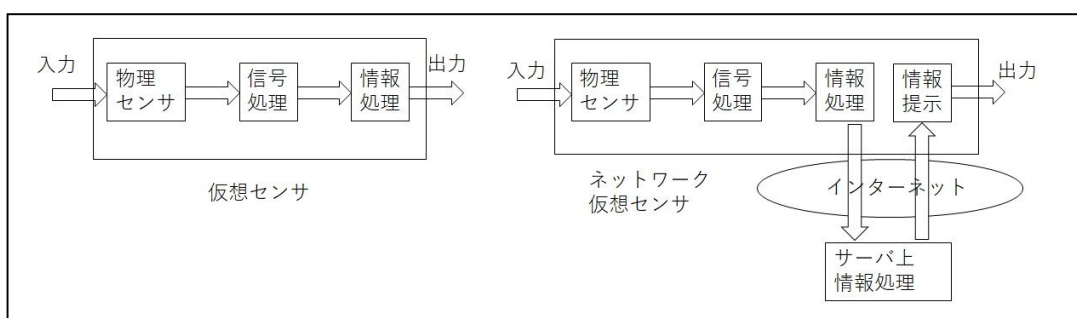 入力
物理
センサ
信号
処理
情報
処理
出力
仮想センサ
入力
物理
センサ
信号
処理
情報
処理
情報
提示
出力
ネットワーク
仮想センサ
インターネット
サーバ上
情報処理